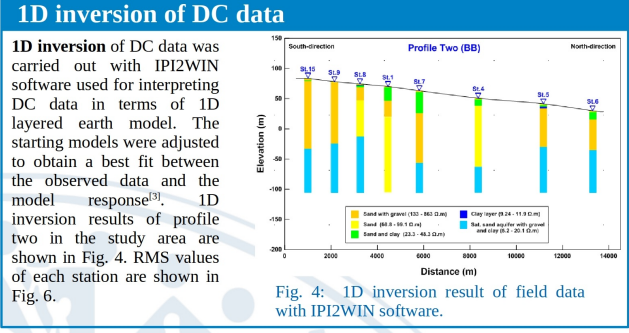 1D inversion of DC data
1D inversion of DC data was
carried out with IPI2WIN
software used for interpreting
DC data in terms of 1D
layered earth model. The
starting models were adjusted
to obtain a best fit between
the observed data and the
model response[3]. 1D
inversion results of profile
two in the study area are
shown in Fig. 4. RMS values
of each station are shown in
Fig. 6.
South-direction
Profile Two (BB)
North-direction
St.15
St.9
St.8
St.1
St.7
St.4
St.5
St.6
Elevation (m)
150
100
50
0
-50
-100
-150
-200
Sand with gravel (133 - 863 Ω.m)
Sand (60.8 - 99.1 Ω.m)
Sand and clay (23.3 - 48.3 Ω.m)
Clay layer (9.24 - 11.9 Ω.m)
Sat. sand aquifer with gravel
and clay (6.2 - 20.1 Ω.m)
0
2000
4000
6000
8000
10000
12000
14000
Distance (m)
Fig. 4: 1D inversion result of field data
with IPI2WIN software.